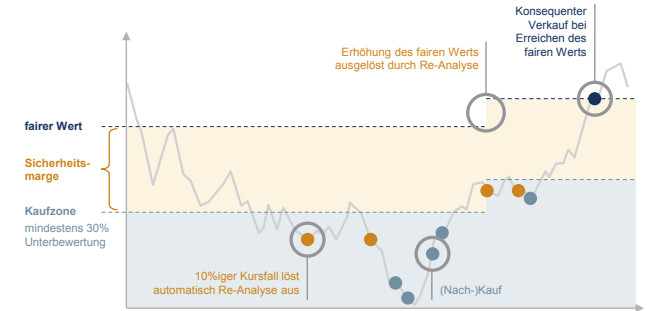 Konsequenter
Verkauf bei
Erreichen des
fairen Werts
Erhöhung des fairen Werts
ausgelöst durch Re-Analyse
fairer Wert
Sicherheits-
marge
Kaufzone
mindestens 30%
Unterbewertung
10%iger Kursfall löst
automatisch Re-Analyse aus
(Nach-)Kauf